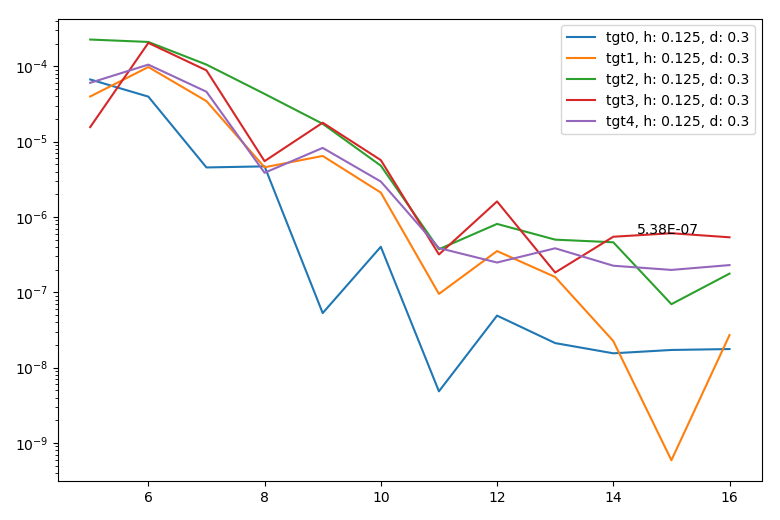 tgt0, h: 0.125, d: 0.3
tgt1, h: 0.125, d: 0.3
tgt2, h: 0.125, d: 0.3
tgt3, h: 0.125, d: 0.3
tgt4, h: 0.125, d: 0.3
10⁻⁴
10⁻⁵
10⁻⁶
5.38E-07
10⁻⁷
10⁻⁸
10⁻⁹
6 8 10 12 14 16